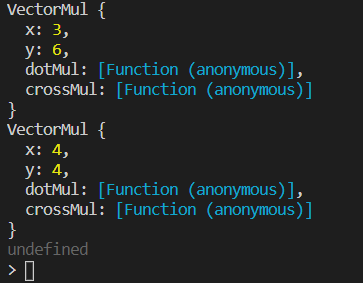 VectorMul {
  x: 3,
  y: 6,
  dotMul: [Function (anonymous)],
  crossMul: [Function (anonymous)]
}
VectorMul {
  x: 4,
  y: 4,
  dotMul: [Function (anonymous)],
  crossMul: [Function (anonymous)]
}
undefined
>